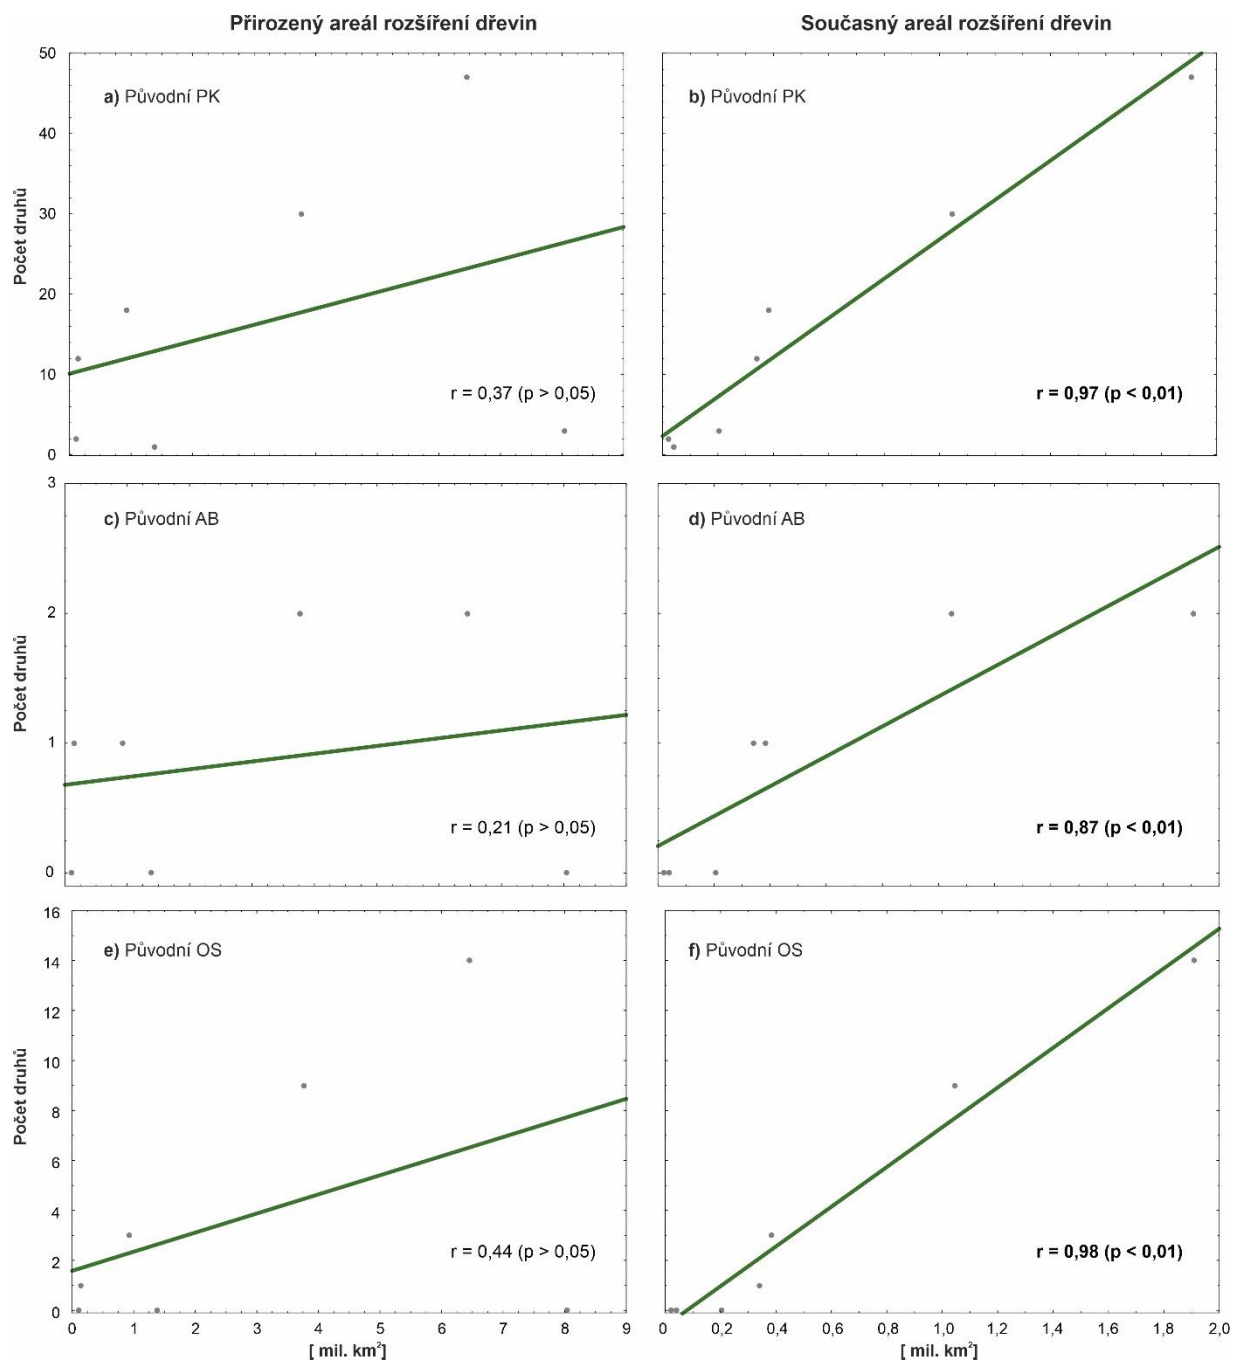 Přirozený areál rozšíření dřevin
Současný areál rozšíření dřevin
Počet druhů
50
40
30
20
10
0
a) Původní PK
r = 0,37 (p > 0,05)
b) Původní PK
r = 0,97 (p < 0,01)
Počet druhů
3
2
1
0
c) Původní AB
r = 0,21 (p > 0,05)
d) Původní AB
r = 0,87 (p < 0,01)
Počet druhů
16
14
12
10
8
6
4
2
0
e) Původní OS
r = 0,44 (p > 0,05)
f) Původní OS
r = 0,98 (p < 0,01)
0 1 2 3 4 5 6 7 8 9
[ mil. km²]
0 0,2 0,4 0,6 0,8 1,0 1,2 1,4 1,6 1,8 2,0
[ mil. km²]